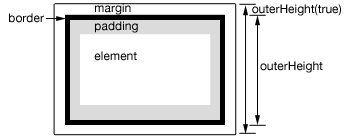 margin
outerHeight(true)
border
padding
element
outerHeight